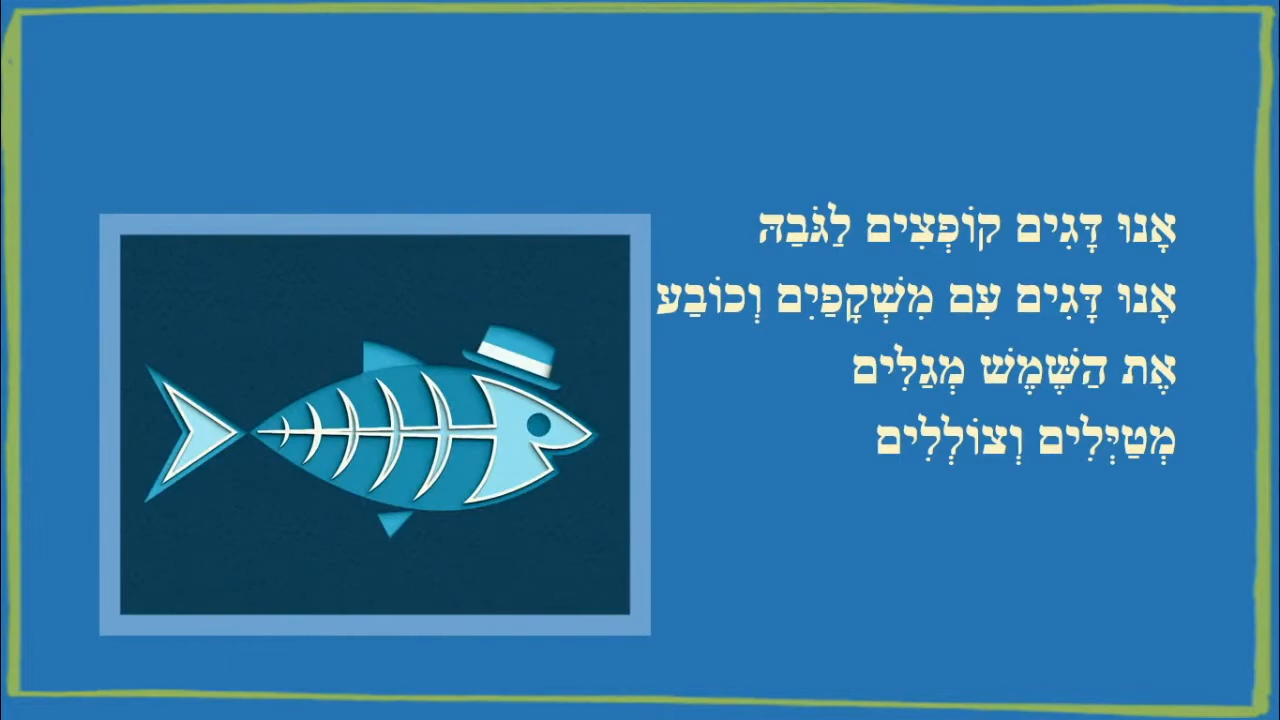 אָנוּ דָּגִים קוֹפְצִים לַגֹּבַהּ
אָנוּ דָּגִים עִם מִשְׁקָפַיִם וְכוֹבַע
אֶת הַשֶּׁמֶשׁ מְגַלִּים
מְטַיְּלִים וְצוֹלְלִים